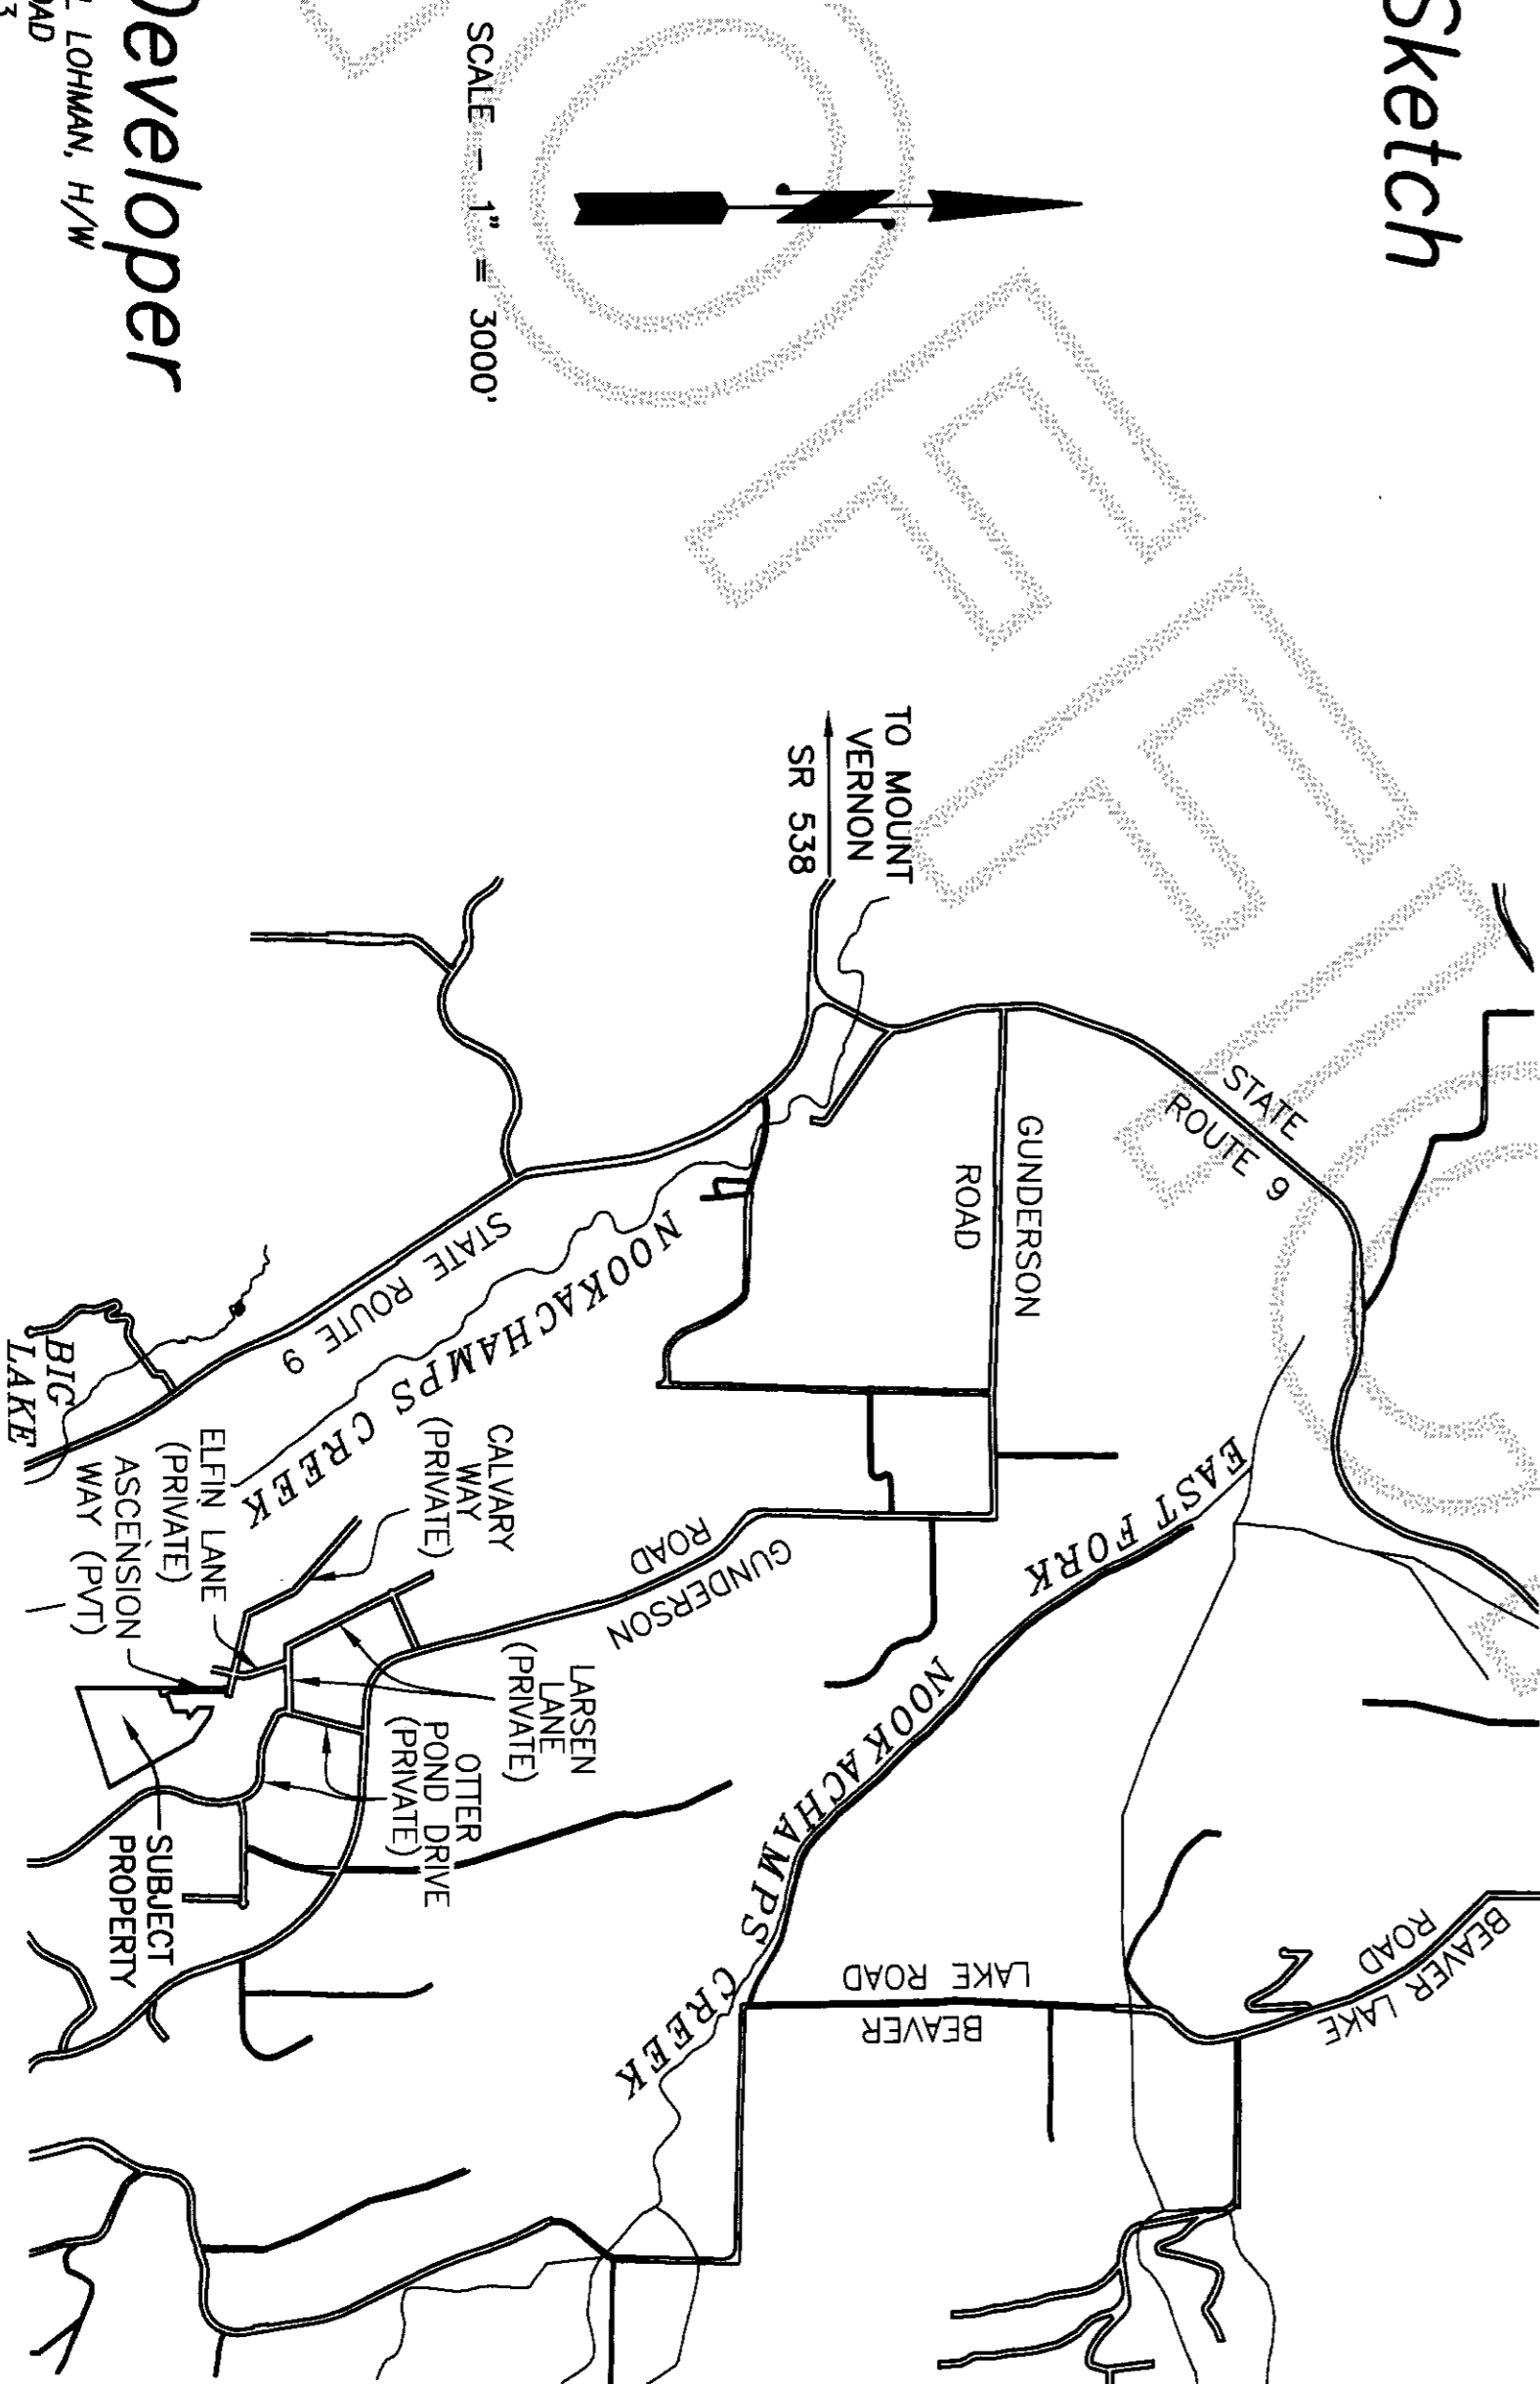 Sketch
SCALE - 1" = 3000'
Developer
LOHMAN, H/W
TO MOUNT
VERNON
SR 538
STATE
ROUTE 9
GUNDERSON
ROAD
BEAVER LAKE
ROAD
EAST FORK
NOOKACHAMPS
CREEK
BEAVER
LAKE ROAD
NOOKACHAMPS CREEK
STATE ROUTE 9
GUNDERSON
ROAD
BIG
LAKE
CALVARY
WAY
(PRIVATE)
ELFIN LANE
(PRIVATE)
ASCENSION
WAY (PVT)
LARSEN
LANE
(PRIVATE)
OTTER
POND DRIVE
(PRIVATE)
SUBJECT
PROPERTY